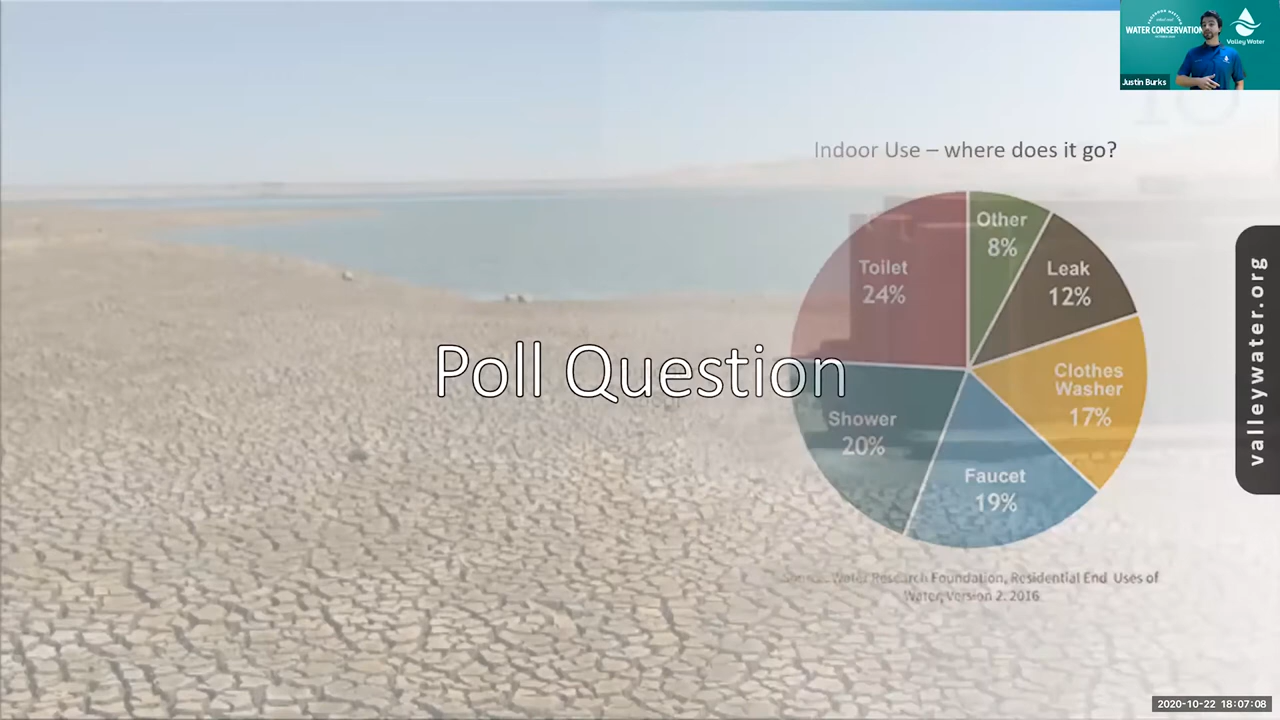 WATER CONSERVATION
Valley Water
Justin Burks
Indoor Use – where does it go?
Other
8%
Leak
12%
Toilet
24%
Clothes
Washer
17%
Poll Question
Shower
20%
Faucet
19%
Source: Water Research Foundation, Residential End Uses of
Water, Version 2. 2016
valleywater.org
2020-10-22 18:07:08